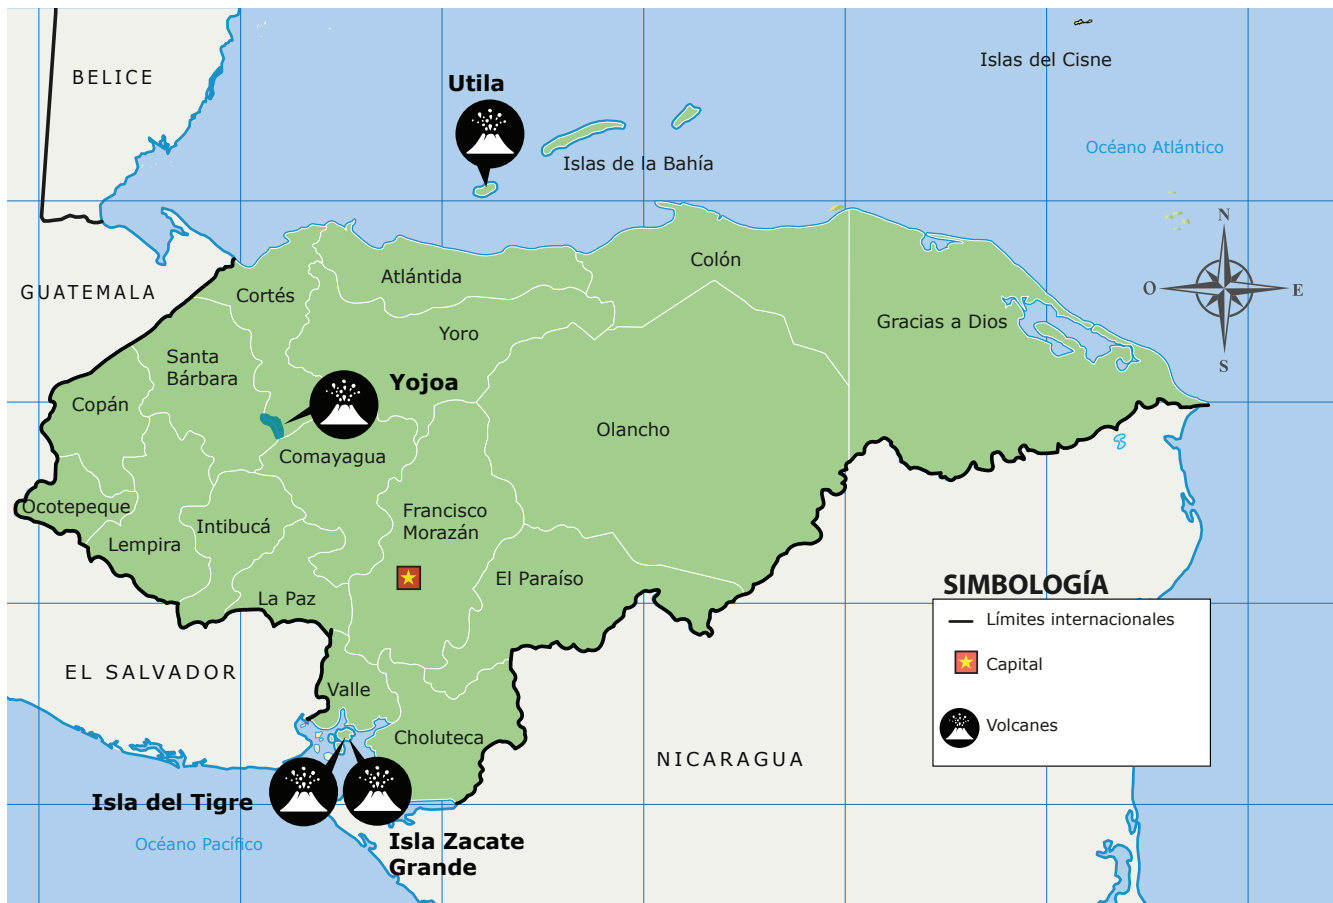 Islas del Cisne
BELICE
Utila
Océano Atlántico
Islas de la Bahía
N
O
E
S
GUATEMALA
Cortés
Atlántida
Colón
Yoro
Gracias a Dios
Santa
Bárbara
Yojoa
Copán
Olancho
Comayagua
Ocotepeque
Intibucá
Francisco
Morazán
Lempira
El Paraíso
La Paz
SIMBOLOGÍA
Límites internacionales
Capital
Volcanes
EL SALVADOR
Valle
Choluteca
NICARAGUA
Isla del Tigre
Océano Pacífico
Isla Zacate
Grande